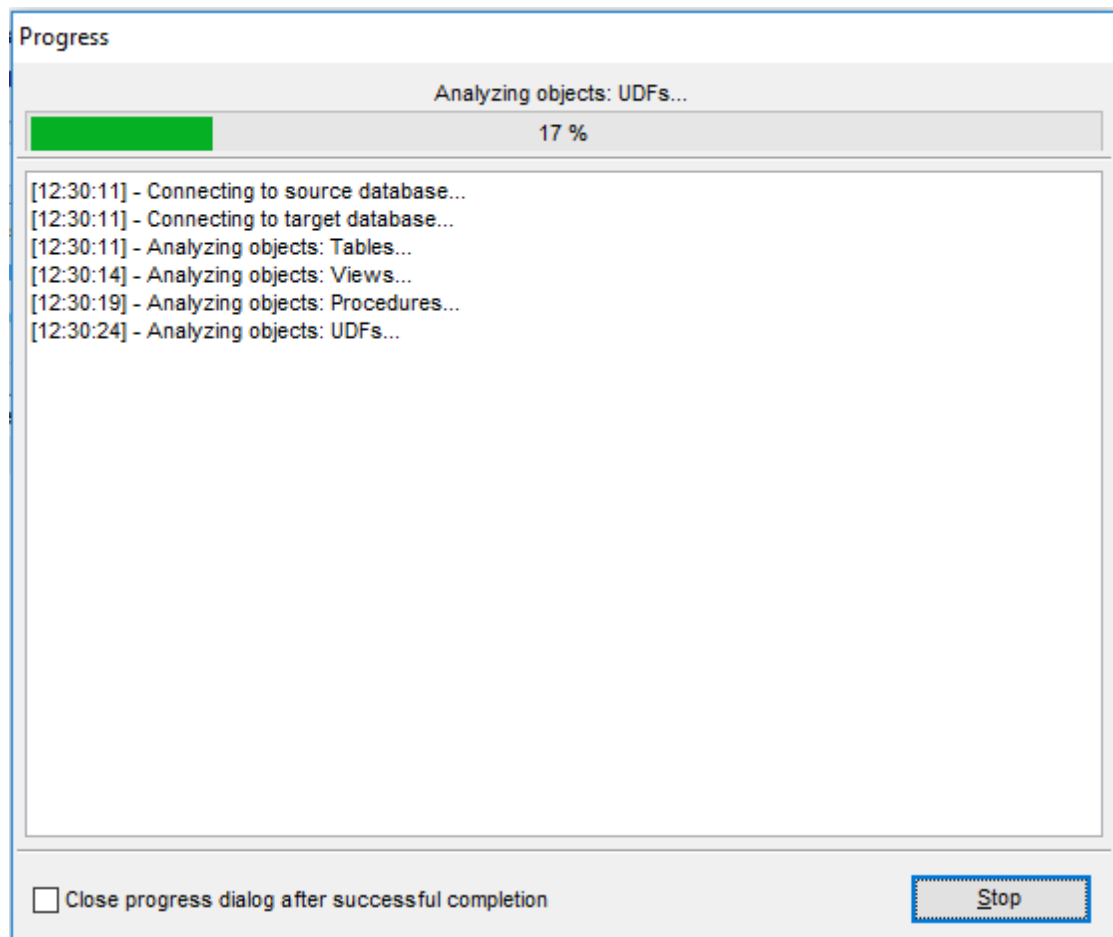 Progress
Analyzing objects: UDFs...
17 %
[12:30:11] - Connecting to source database...
[12:30:11] - Connecting to target database...
[12:30:11] - Analyzing objects: Tables...
[12:30:14] - Analyzing objects: Views...
[12:30:19] - Analyzing objects: Procedures...
[12:30:24] - Analyzing objects: UDFs...
Close progress dialog after successful completion
Stop